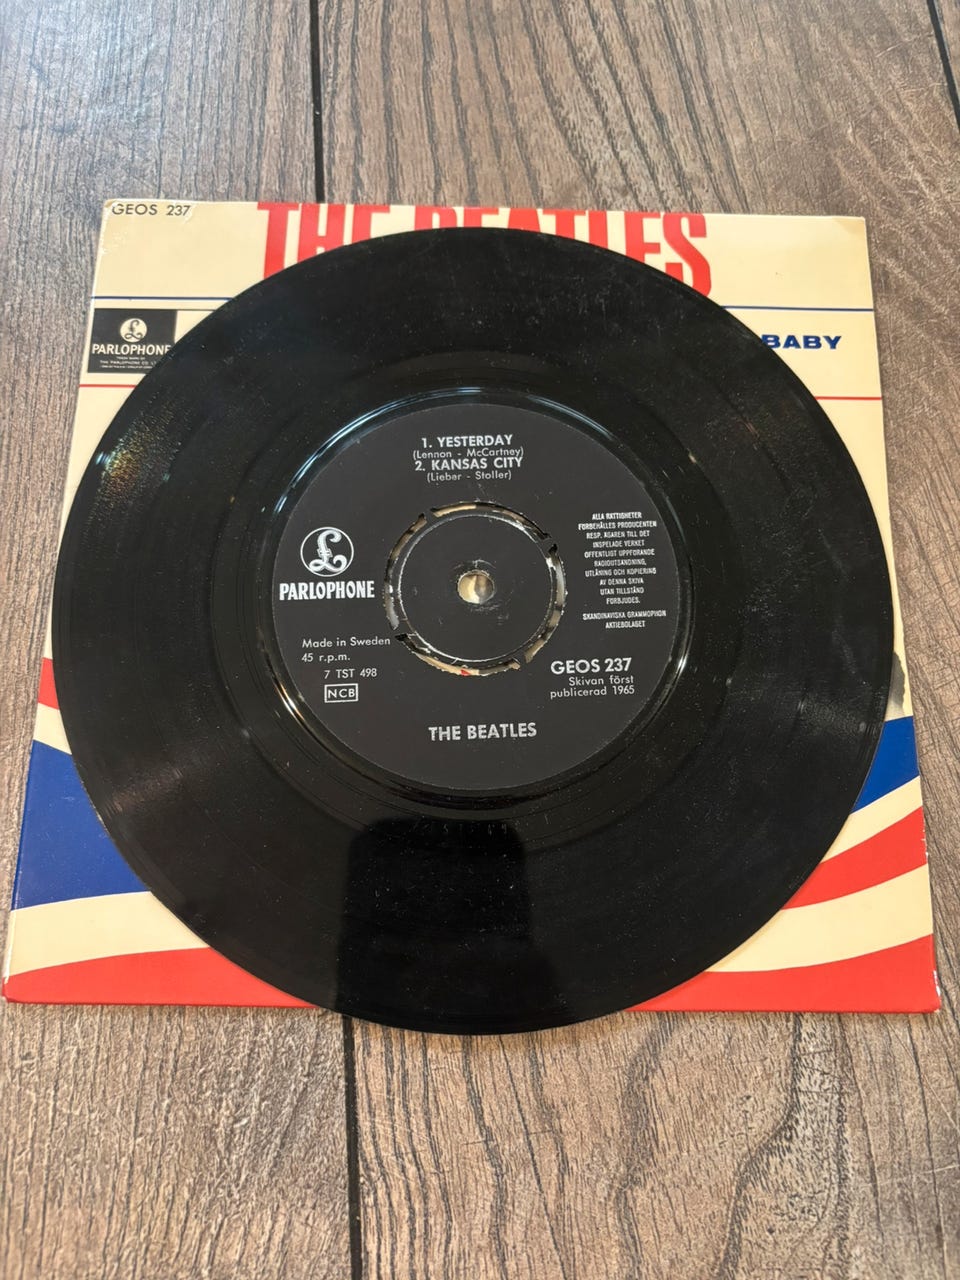 GEOS 237
THE BEATLES
£
PARLOPHONE
BABY
1. YESTERDAY
(Lennon - McCartney)
2. KANSAS CITY
(Lieber - Stoller)
£
PARLOPHONE
Made in Sweden
45 r.p.m.
7 TST 498
NCB
ALLA RÄTTIGHETER
FÖRBEHÅLLES PRODUCENTEN
RESP. ÄGAREN TILL DET
INSPELADE VERKET
OFFENTLIGT UPPFÖRANDE
RADIOUTSÄNDNING,
UTLÅNING OCH KOPIERING
AV DENNA SKIVA
UTAN TILLSTÅND
FÖRBJUDES.
SKANDINAVISKA GRAMMOPHON
AKTIEBOLAGET
GEOS 237
Skivan först
publicerad 1965
THE BEATLES